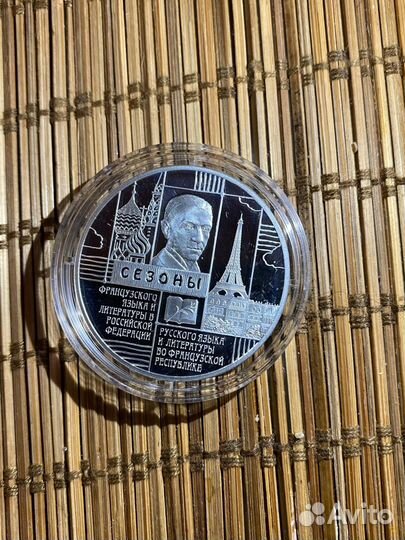 СЕЗОНЫ
ФРАНЦУЗСКОГО
ЯЗЫКА И
ЛИТЕРАТУРЫ В
РОССИЙСКОЙ
ФЕДЕРАЦИИ
РУССКОГО ЯЗЫКА
И ЛИТЕРАТУРЫ
ВО ФРАНЦУЗСКОЙ
РЕСПУБЛИКЕ
Avito